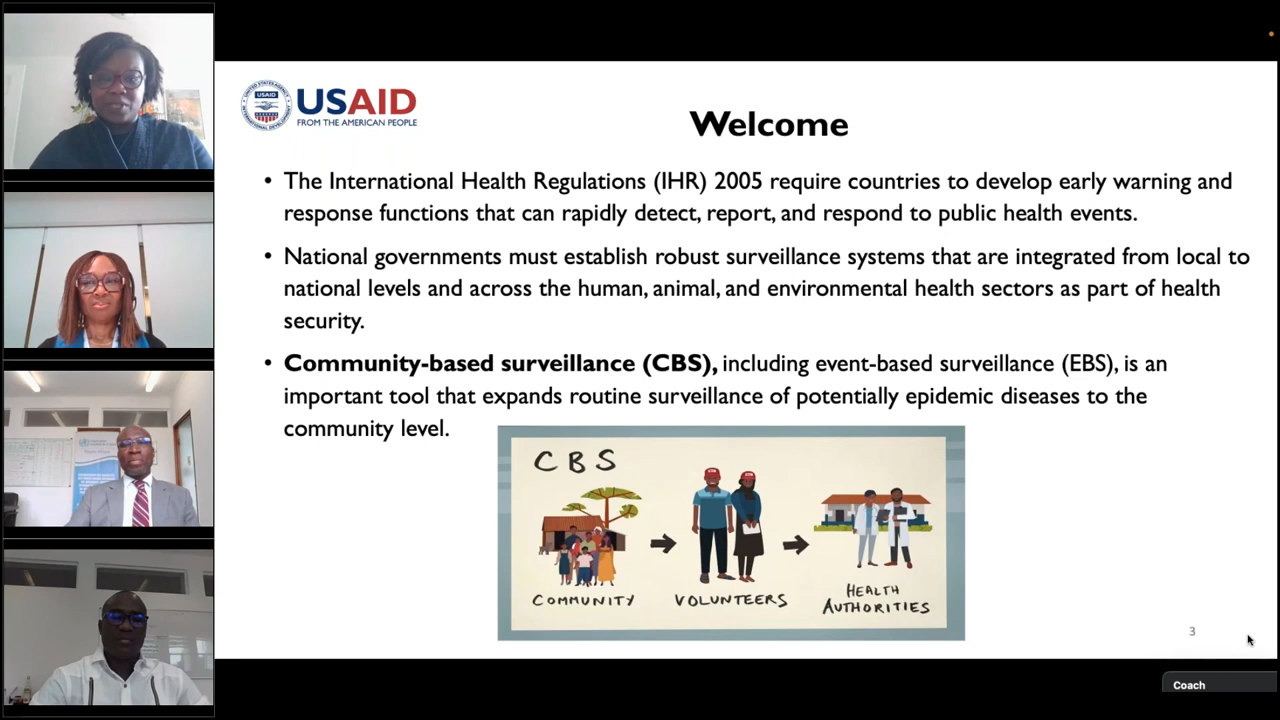 USAID
FROM THE AMERICAN PEOPLE
Welcome
• The International Health Regulations (IHR) 2005 require countries to develop early warning and
response functions that can rapidly detect, report, and respond to public health events.
• National governments must establish robust surveillance systems that are integrated from local to
national levels and across the human, animal, and environmental health sectors as part of health
security.
• Community-based surveillance (CBS), including event-based surveillance (EBS), is an
important tool that expands routine surveillance of potentially epidemic diseases to the
community level.
CBS
COMMUNITY
VOLUNTEERS
HEALTH
AUTHORITIES
3
Coach